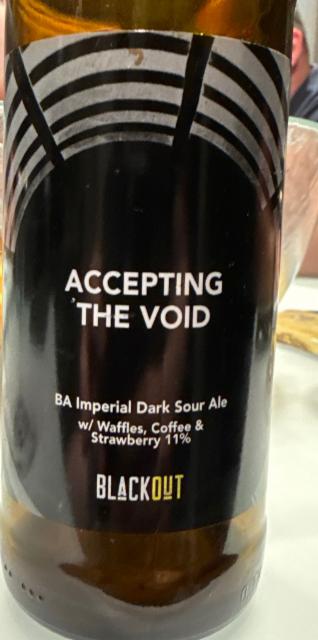 ACCEPTING
THE VOID
BA Imperial Dark Sour Ale
w/ Waffles, Coffee &
Strawberry 11%
BLACKOUT